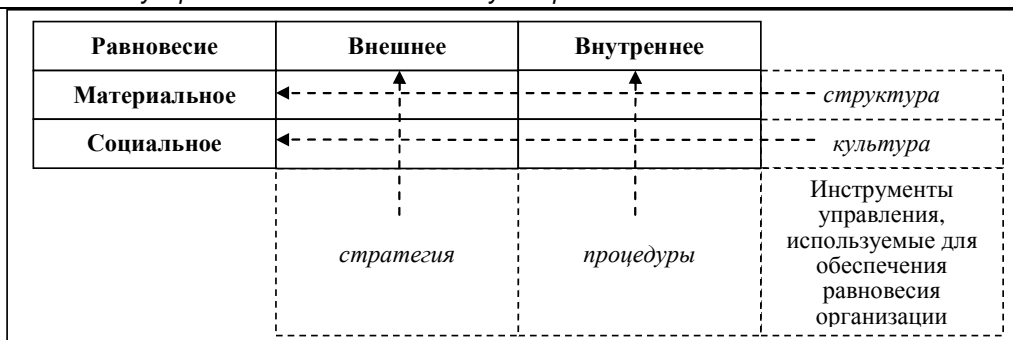 Равновесие Внешнее Внутреннее
Материальное структура
Социальное культура
стратегия процедуры
Инструменты
управления,
используемые для
обеспечения
равновесия
организации